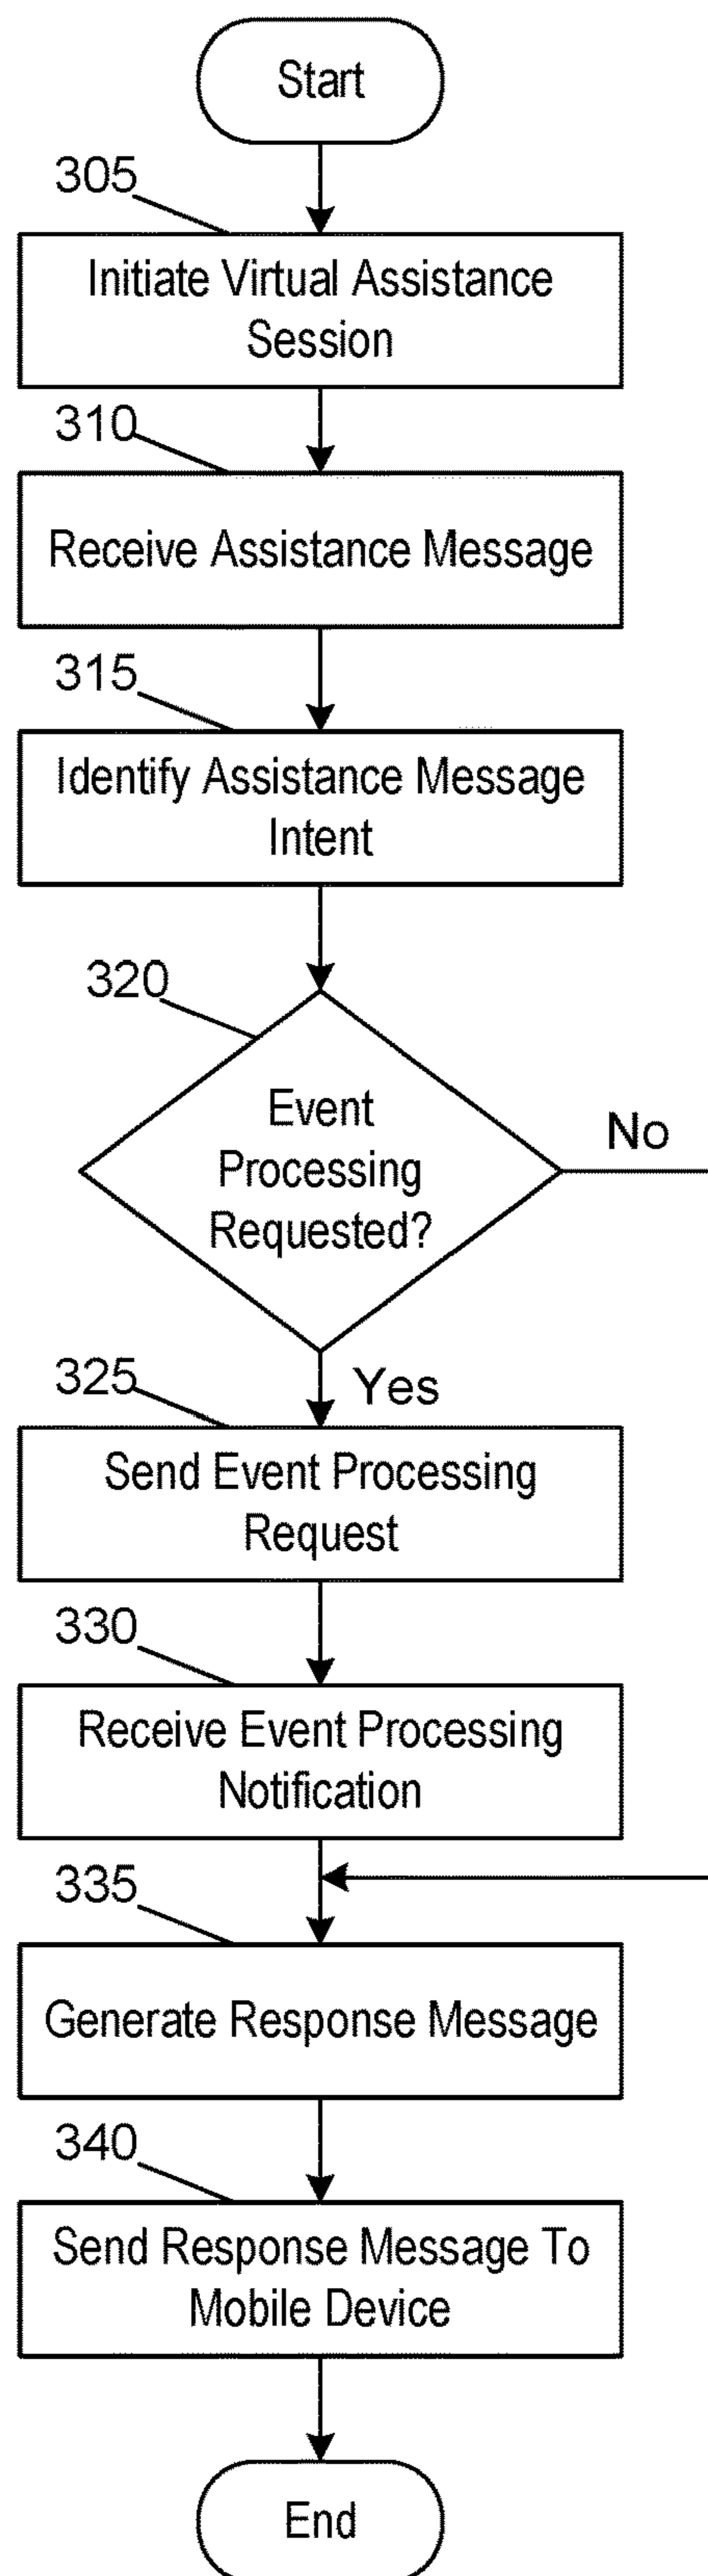 Start
305
Initiate Virtual Assistance
Session
310
Receive Assistance Message
315
Identify Assistance Message
Intent
320
Event
Processing
Requested?
No
Yes
325
Send Event Processing
Request
330
Receive Event Processing
Notification
335
Generate Response Message
340
Send Response Message To
Mobile Device
End